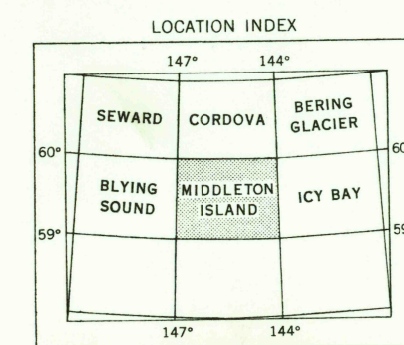 LOCATION INDEX
147° 144°
SEWARD CORDOVA BERING GLACIER
60° 60
BLYING SOUND MIDDLETON ISLAND ICY BAY
59° 59
147° 144°